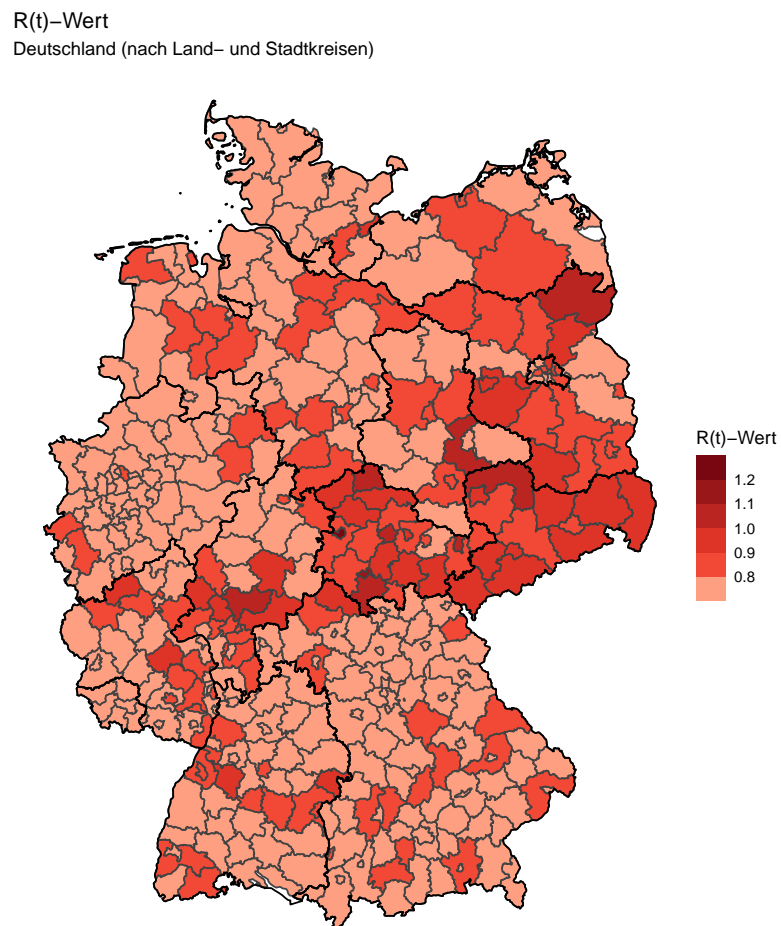 R(t)−Wert
Deutschland (nach Land− und Stadtkreisen)
R(t)−Wert
1.2
1.1
1.0
0.9
0.8